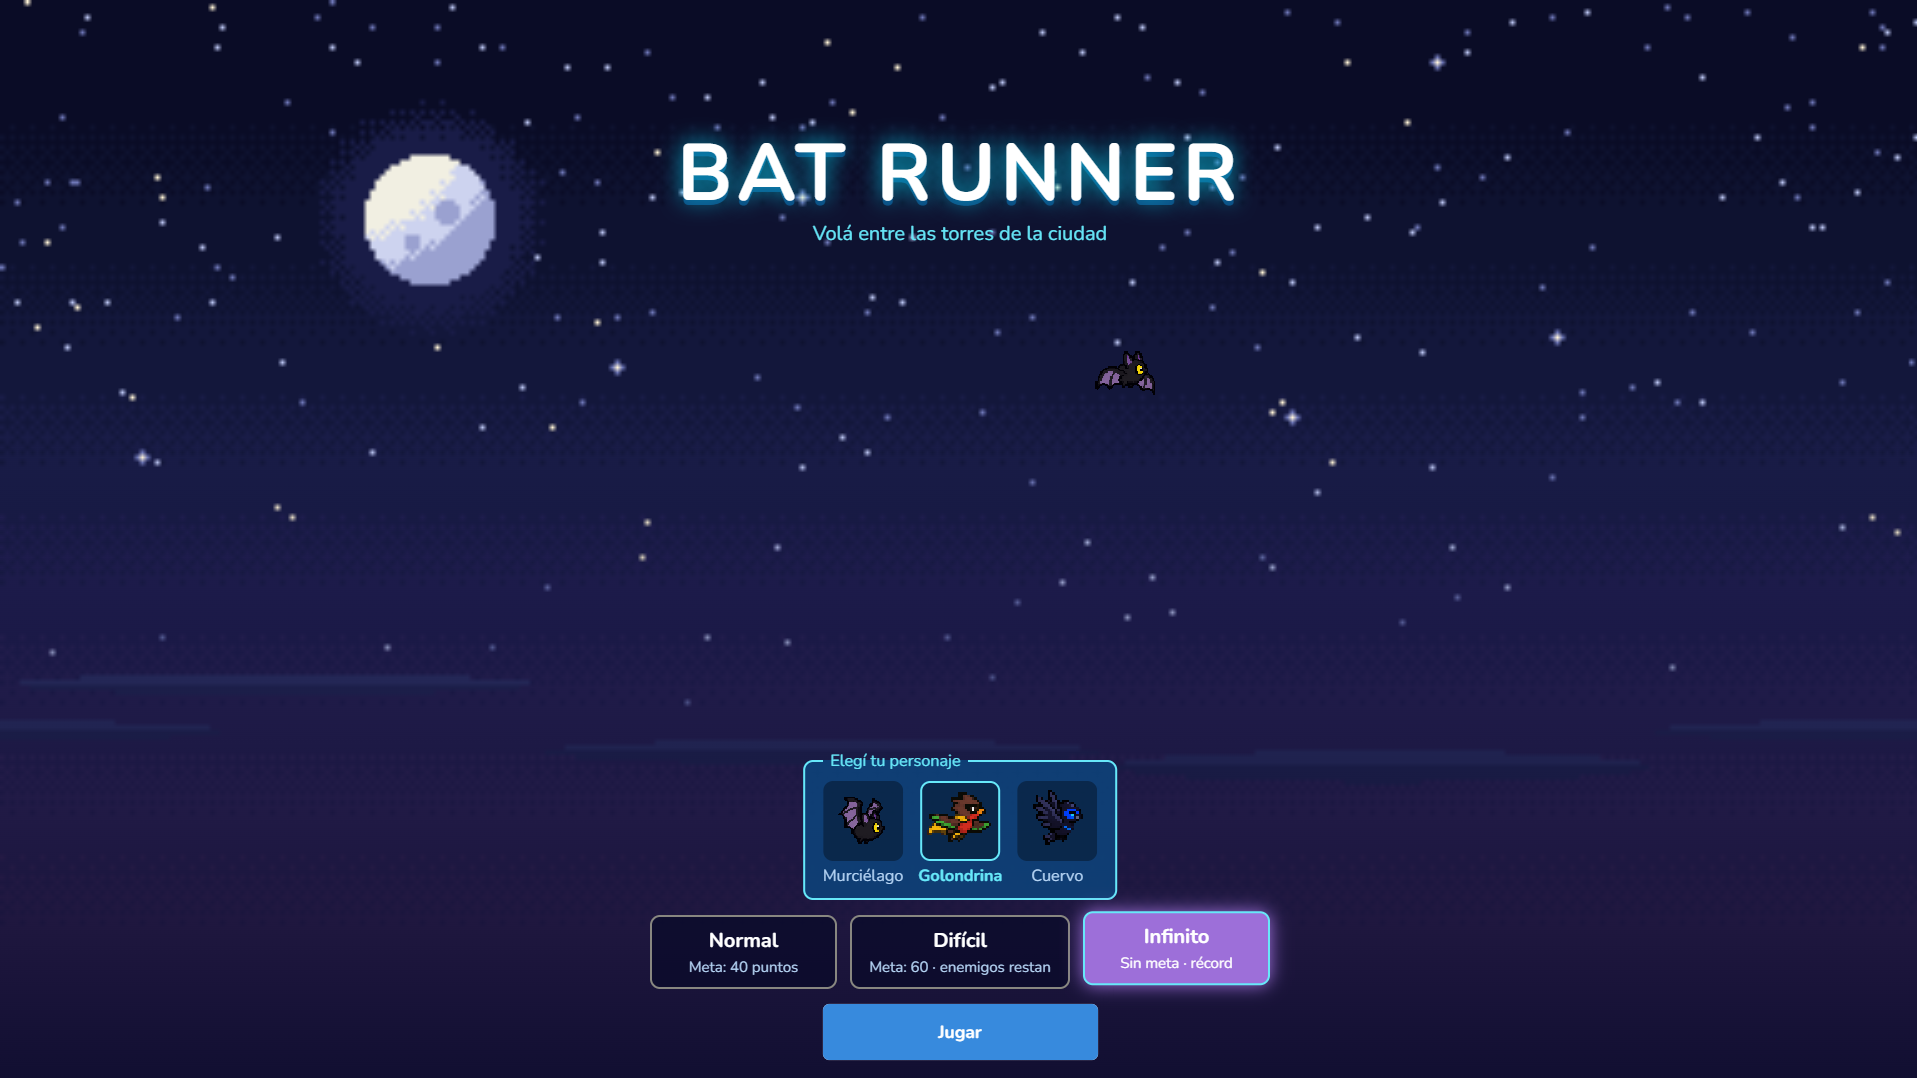 BAT RUNNER
Volá entre las torres de la ciudad
Elegí tu personaje
Murciélago
Golondrina
Cuervo
Normal
Meta: 40 puntos
Difícil
Meta: 60 · enemigos restan
Infinito
Sin meta · récord
Jugar